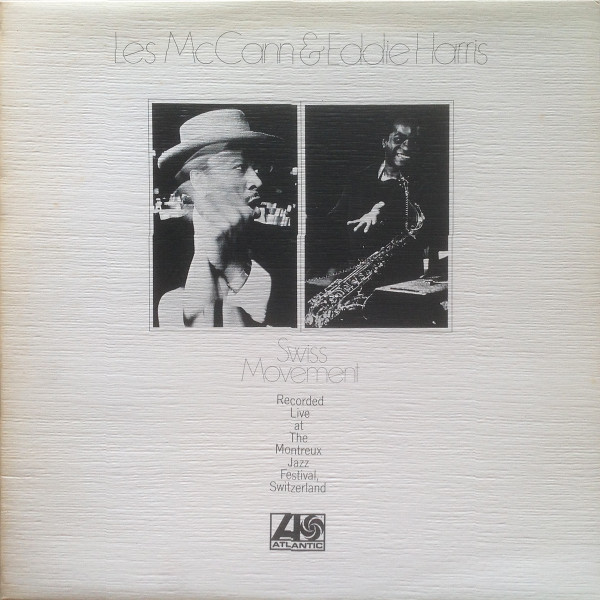 Les McCann & Eddie Harris
Swiss
Movement
Recorded
Live
at
The
Montreux
Jazz
Festival,
Switzerland
ATLANTIC